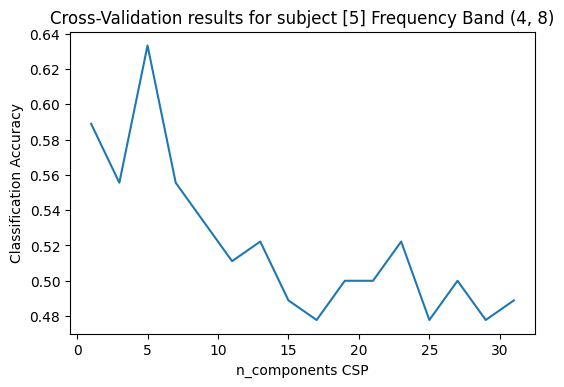 Cross-Validation results for subject [5] Frequency Band (4, 8)
0.64
0.62
0.60
0.58
0.56
0.54
0.52
0.50
0.48
Classification Accuracy
0 5 10 15 20 25 30
n_components CSP